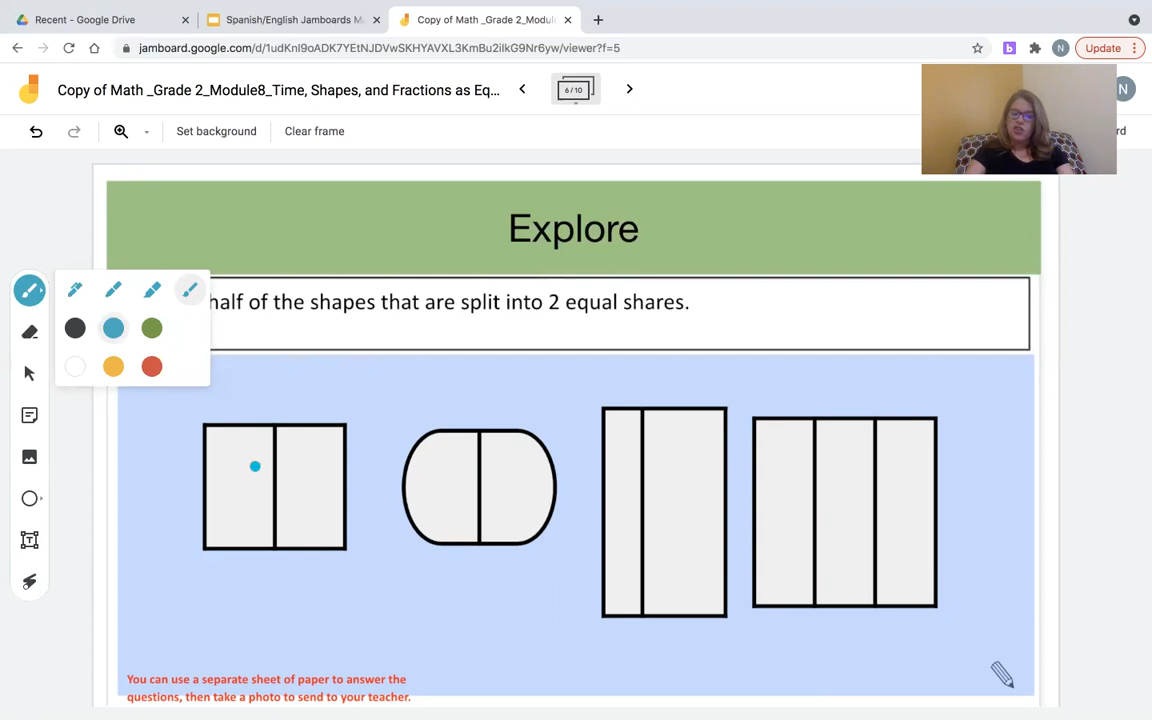 Recent - Google Drive
Spanish/English Jamboards M
Copy of Math _Grade 2_Modul
jamboard.google.com/d/1udKnI9oADK7YEtNJDVwSKHYAVXL3KmBu2ilkG9Nr6yw/viewer?f=5
b
N
Update
Copy of Math _Grade 2_Module8_Time, Shapes, and Fractions as Eq...
6 / 10
N
Set background
Clear frame
rd
Explore
half of the shapes that are split into 2 equal shares.
You can use a separate sheet of paper to answer the
questions, then take a photo to send to your teacher.